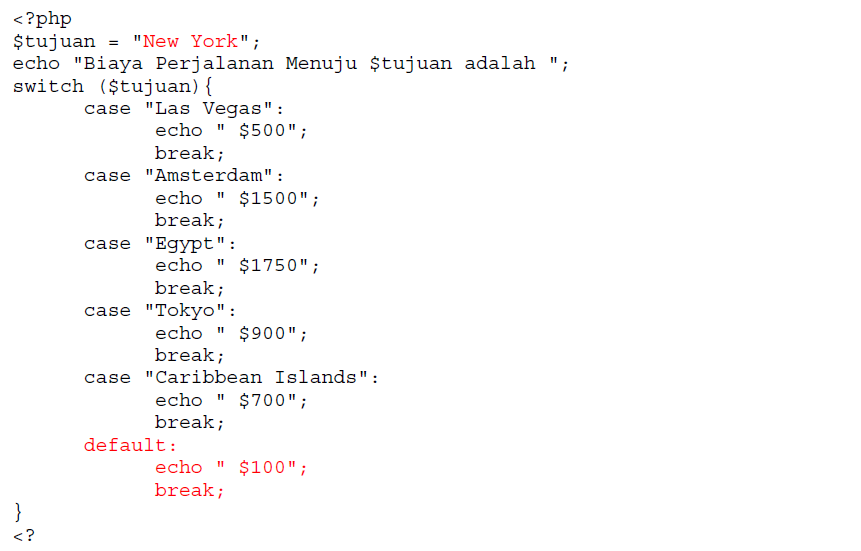 <?php
$tujuan = "New York";
echo "Biaya Perjalanan Menuju $tujuan adalah ";
switch ($tujuan){
case "Las Vegas":
echo " $500";
break;
case "Amsterdam":
echo " $1500";
break;
case "Egypt":
echo " $1750";
break;
case "Tokyo":
echo " $900";
break;
case "Caribbean Islands":
echo " $700";
break;
default:
echo " $100";
break;
}
<?